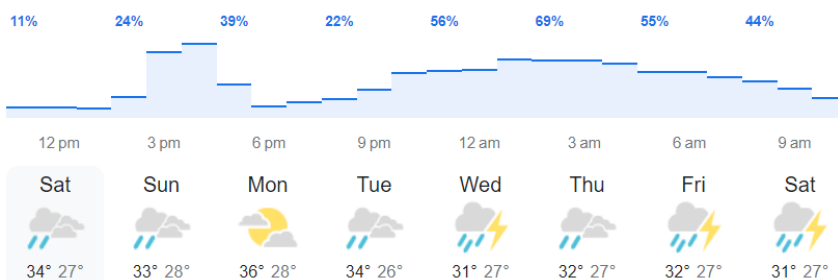 11% 24% 39% 22% 56% 69% 55% 44%
12 pm 3 pm 6 pm 9 pm 12 am 3 am 6 am 9 am
Sat Sun Mon Tue Wed Thu Fri Sat
34° 27° 33° 28° 36° 28° 34° 26° 31° 27° 32° 27° 32° 27° 31° 27°